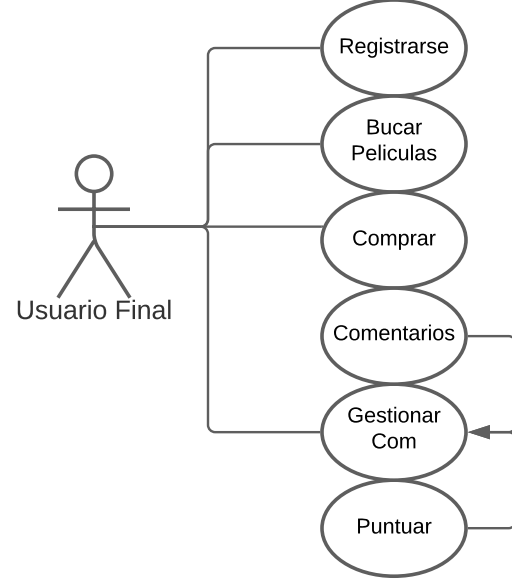 Registrarse
Bucar
Peliculas
Comprar
Usuario Final
Comentarios
Gestionar
Com
Puntuar